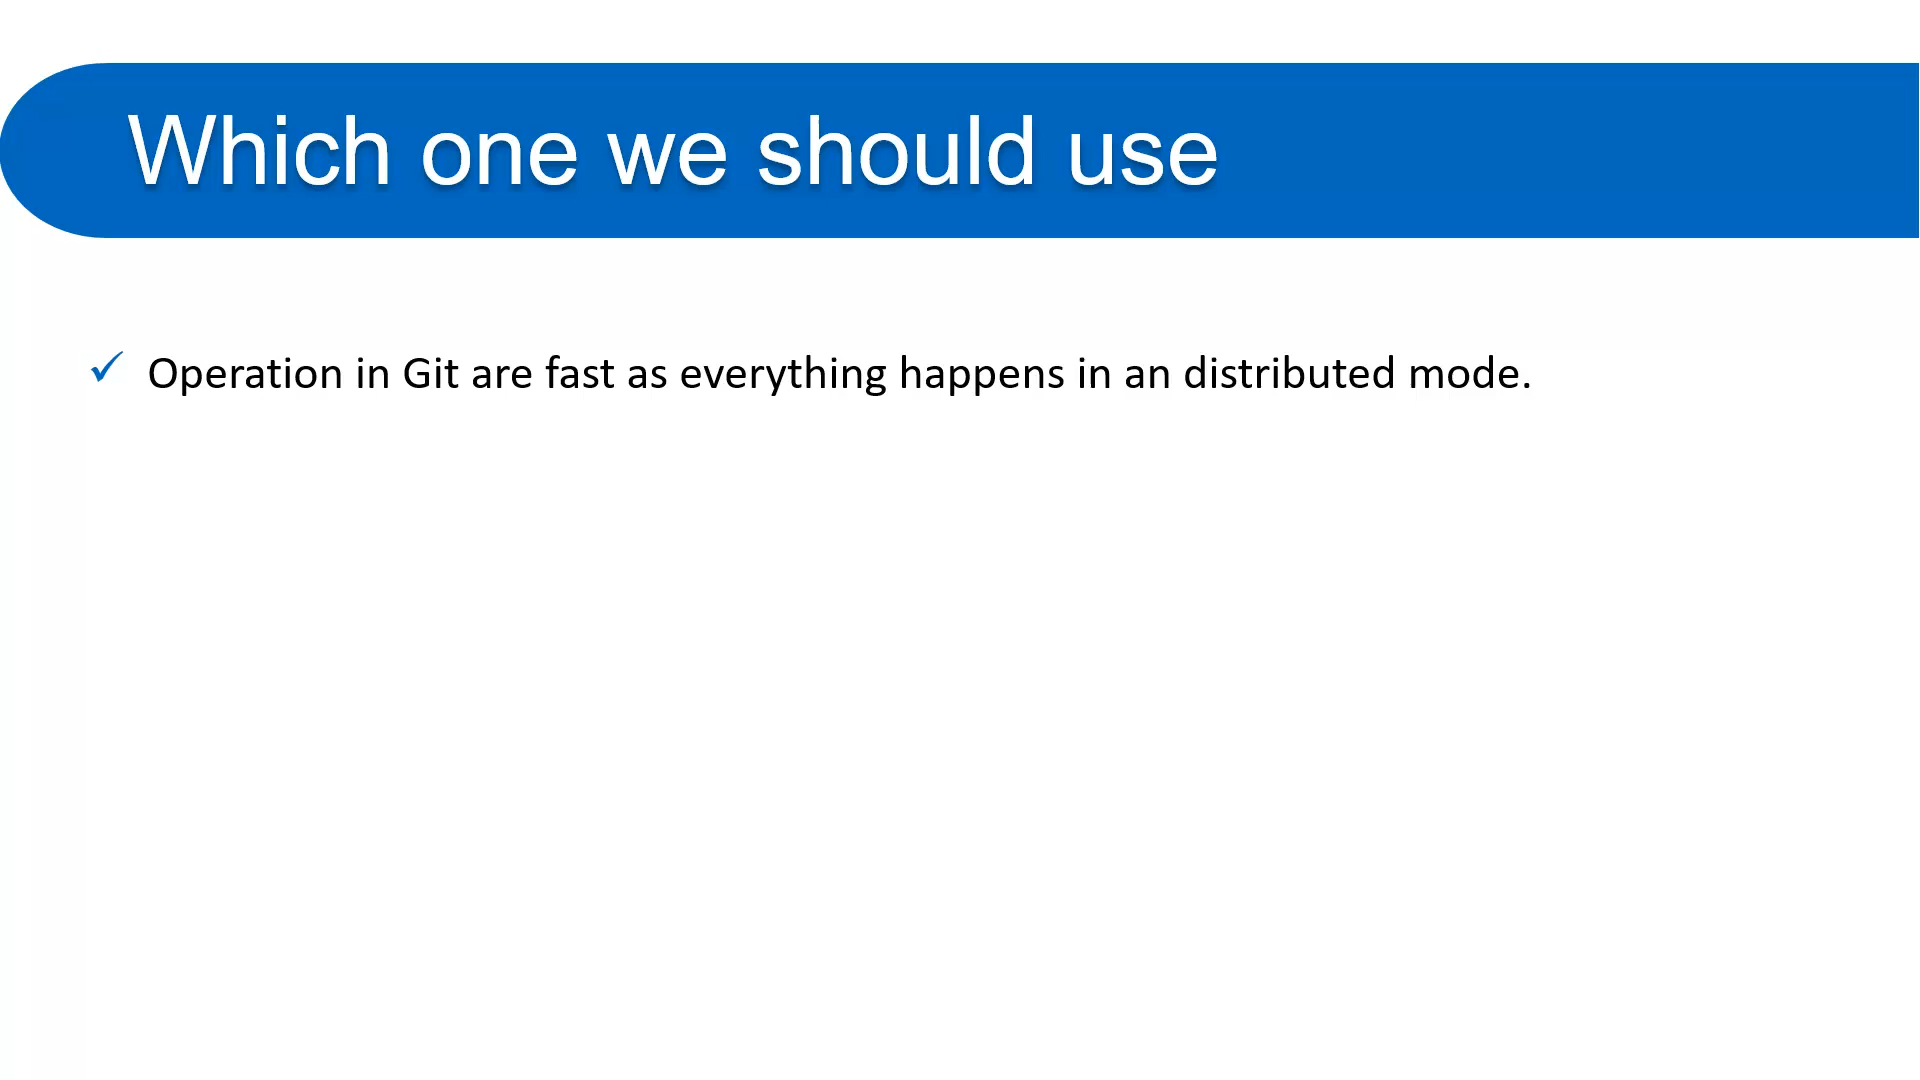 Which one we should use
Operation in Git are fast as everything happens in an distributed mode.